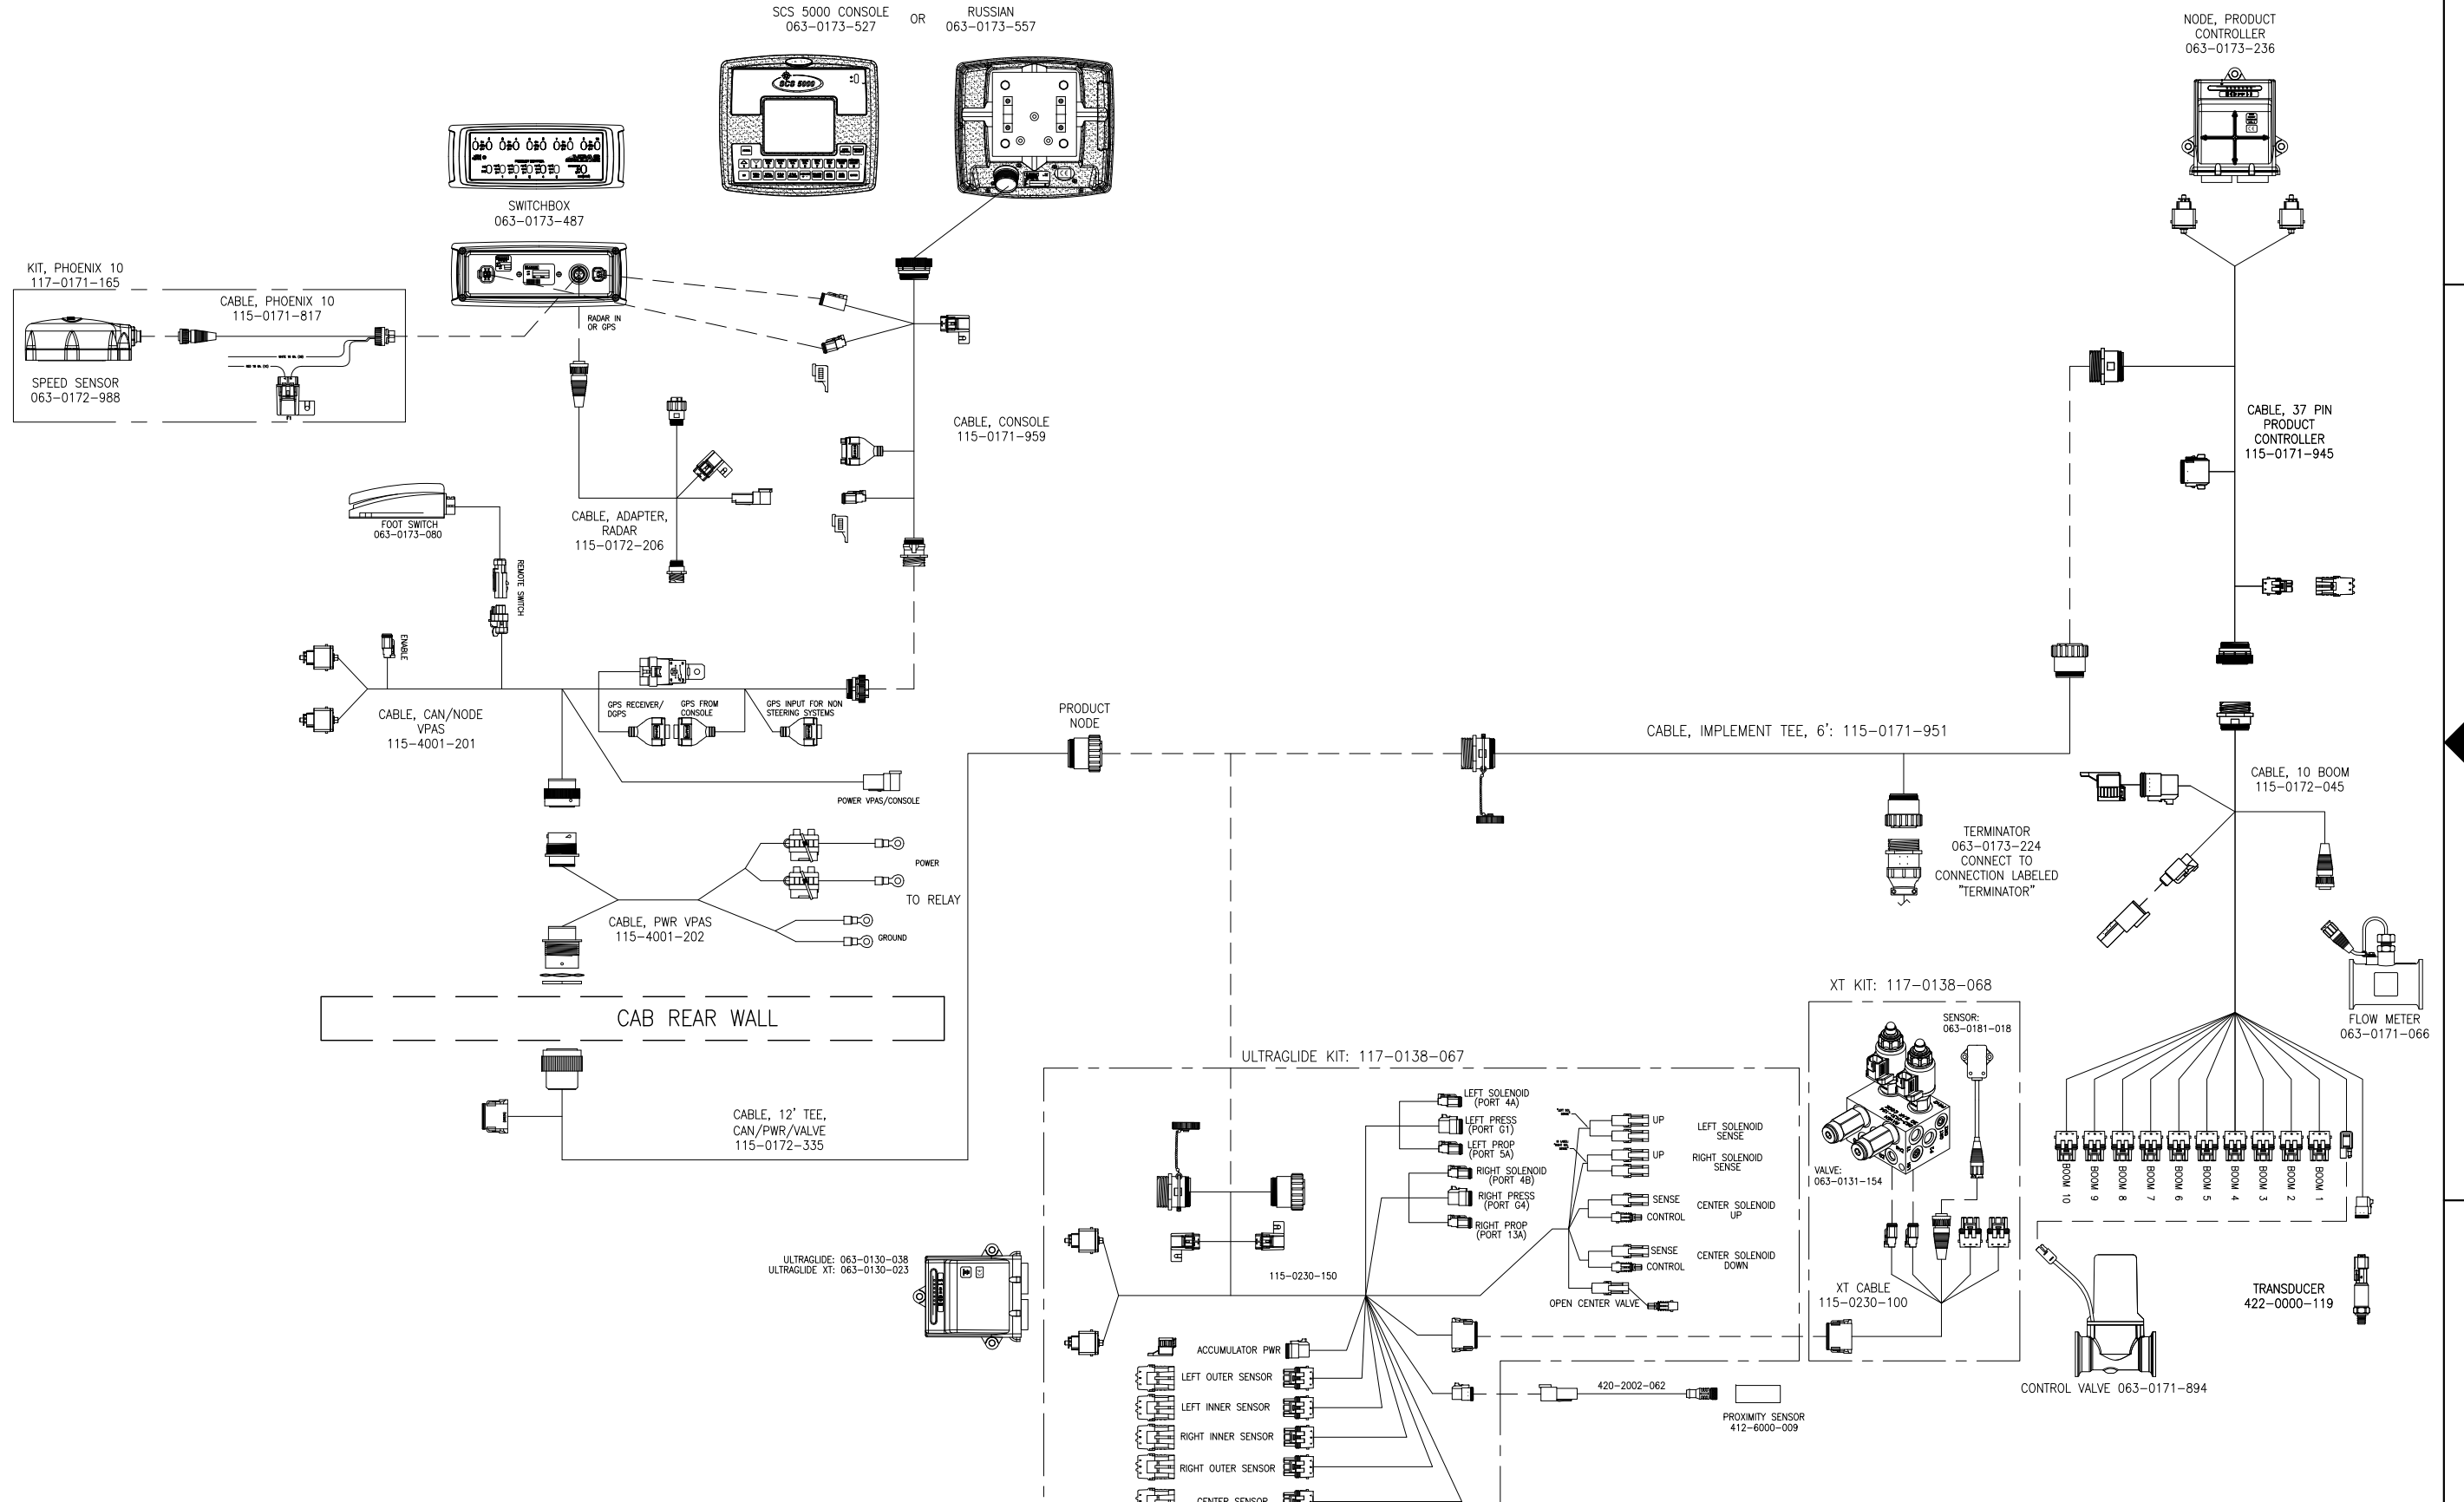 SCS 5000 CONSOLE
063-0173-527
OR
RUSSIAN
063-0173-557
NODE, PRODUCT
CONTROLLER
063-0173-236
SCS 5000
SWITCHBOX
063-0173-487
KIT, PHOENIX 10
117-0171-165
CABLE, PHOENIX 10
115-0171-817
SPEED SENSOR
063-0172-988
RADAR IN
OR GPS
CABLE, CONSOLE
115-0171-959
CABLE, 37 PIN
PRODUCT
CONTROLLER
115-0171-945
FOOT SWITCH
063-0173-080
CABLE, ADAPTER,
RADAR
115-0172-206
REMOTE SWITCH
ENABLE
CABLE, CAN/NODE
VPAS
115-4001-201
GPS RECEIVER/
DGPS
GPS FROM
CONSOLE
GPS INPUT FOR NON
STEERING SYSTEMS
PRODUCT
NODE
CABLE, IMPLEMENT TEE, 6': 115-0171-951
POWER VPAS/CONSOLE
CABLE, 10 BOOM
115-0172-045
TERMINATOR
063-0173-224
CONNECT TO
CONNECTION LABELED
"TERMINATOR"
POWER
TO RELAY
GROUND
CABLE, PWR VPAS
115-4001-202
CAB REAR WALL
XT KIT: 117-0138-068
SENSOR:
063-0181-018
FLOW METER
063-0171-066
ULTRAGLIDE KIT: 117-0138-067
CABLE, 12' TEE,
CAN/PWR/VALVE
115-0172-335
LEFT SOLENOID
(PORT 4A)
LEFT PRESS
(PORT G1)
LEFT PROP
(PORT 5A)
RIGHT SOLENOID
(PORT 4B)
RIGHT PRESS
(PORT G4)
RIGHT PROP
(PORT 13A)
UP
LEFT SOLENOID
SENSE
UP
RIGHT SOLENOID
SENSE
SENSE
CONTROL
CENTER SOLENOID
UP
SENSE
CONTROL
CENTER SOLENOID
DOWN
OPEN CENTER VALVE
VALVE:
063-0131-154
BOOM 10
BOOM 9
BOOM 8
BOOM 7
BOOM 6
BOOM 5
BOOM 4
BOOM 3
BOOM 2
BOOM 1
ULTRAGLIDE: 063-0130-038
ULTRAGLIDE XT: 063-0130-023
115-0230-150
XT CABLE
115-0230-100
TRANSDUCER
422-0000-119
ACCUMULATOR PWR
LEFT OUTER SENSOR
LEFT INNER SENSOR
RIGHT INNER SENSOR
RIGHT OUTER SENSOR
CENTER SENSOR
420-2002-062
PROXIMITY SENSOR
412-6000-009
CONTROL VALVE 063-0171-894